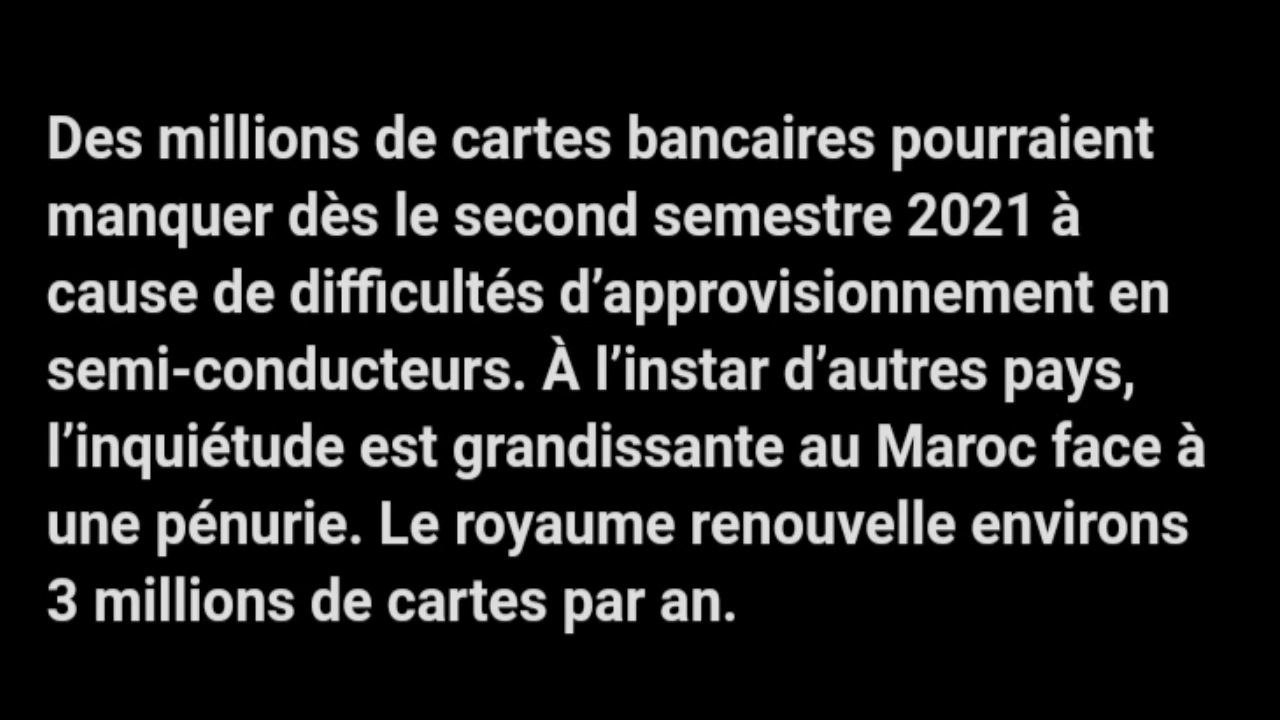 Des millions de cartes bancaires pourraient
manquer dès le second semestre 2021 à
cause de difficultés d’approvisionnement en
semi-conducteurs. À l’instar d’autres pays,
l’inquiétude est grandissante au Maroc face à
une pénurie. Le royaume renouvelle environs
3 millions de cartes par an.